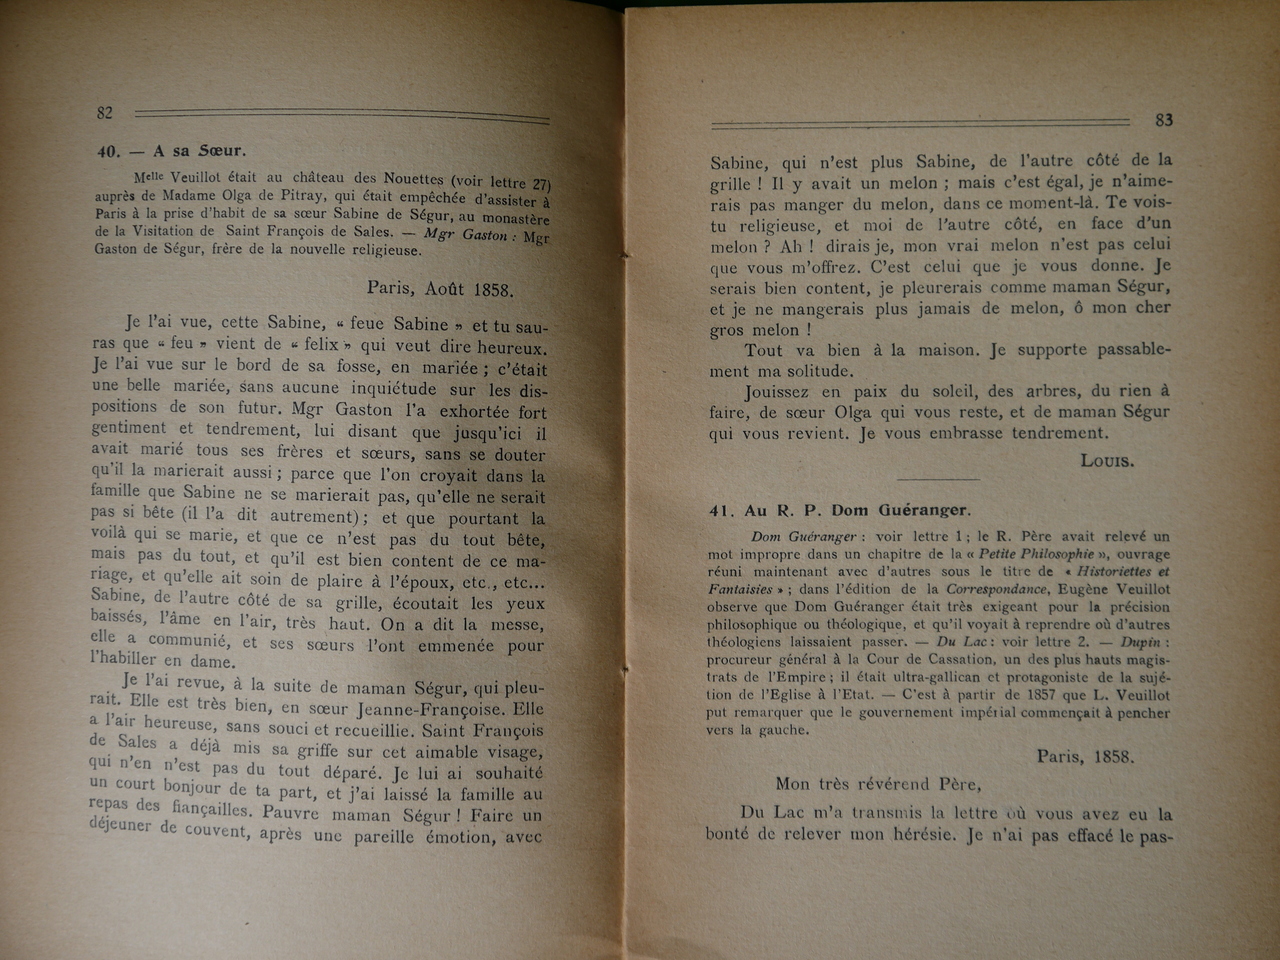 82
40. — A sa Sœur.
Melle Veuillot était au château des Nouettes (voir lettre 27)
auprès de Madame Olga de Pitray, qui était empêchée d'assister à
Paris à la prise d'habit de sa sœur Sabine de Ségur, au monastère
de la Visitation de Saint François de Sales. — Mgr Gaston : Mgr
Gaston de Ségur, frère de la nouvelle religieuse.
Paris, Août 1858.
Je l'ai vue, cette Sabine, « feue Sabine » et tu sau-
ras que « feu » vient de « felix » qui veut dire heureux.
Je l'ai vue sur le bord de sa fosse, en mariée ; c'était
une belle mariée, sans aucune inquiétude sur les dis-
positions de son futur. Mgr Gaston l'a exhortée fort
gentiment et tendrement, lui disant que jusqu'ici il
avait marié tous ses frères et sœurs, sans se douter
qu'il la marierait aussi ; parce que l'on croyait dans la
famille que Sabine ne se marierait pas, qu'elle ne serait
pas si bête (il l'a dit autrement) ; et que pourtant la
voilà qui se marie, et que ce n'est pas du tout bête,
mais pas du tout, et qu'il est bien content de ce ma-
riage, et qu'elle ait soin de plaire à l'époux, etc., etc...
Sabine, de l'autre côté de sa grille, écoutait les yeux
baissés, l'âme en l'air, très haut. On a dit la messe,
elle a communié, et ses sœurs l'ont emmenée pour
l'habiller en dame.
Je l'ai revue, à la suite de maman Ségur, qui pleu-
rait. Elle est très bien, en sœur Jeanne-Françoise. Elle
a l'air heureuse, sans souci et recueillie. Saint François
de Sales a déjà mis sa griffe sur cet aimable visage,
qui n'en n'est pas du tout déparé. Je lui ai souhaité
un court bonjour de ta part, et j'ai laissé la famille au
repas des fiançailles. Pauvre maman Ségur ! Faire un
déjeuner de couvent, après une pareille émotion, avec
83
Sabine, qui n'est plus Sabine, de l'autre côté de la
grille ! Il y avait un melon ; mais c'est égal, je n'aime-
rais pas manger du melon, dans ce moment-là. Te vois-
tu religieuse, et moi de l'autre côté, en face d'un
melon ? Ah ! dirais je, mon vrai melon n'est pas celui
que vous m'offrez. C'est celui que je vous donne. Je
serais bien content, je pleurerais comme maman Ségur,
et je ne mangerais plus jamais de melon, ô mon cher
gros melon !
Tout va bien à la maison. Je supporte passable-
ment ma solitude.
Jouissez en paix du soleil, des arbres, du rien à
faire, de sœur Olga qui vous reste, et de maman Ségur
qui vous revient. Je vous embrasse tendrement.
LOUIS.
41. Au R. P. Dom Guéranger.
Dom Guéranger : voir lettre 1 ; le R. Père avait relevé un
mot impropre dans un chapitre de la « Petite Philosophie », ouvrage
réuni maintenant avec d'autres sous le titre de « Historiettes et
Fantaisies » ; dans l'édition de la Correspondance, Eugène Veuillot
observe que Dom Guéranger était très exigeant pour la précision
philosophique ou théologique, et qu'il voyait à reprendre où d'autres
théologiens laissaient passer. — Du Lac : voir lettre 2. — Dupin :
procureur général à la Cour de Cassation, un des plus hauts magis-
trats de l'Empire ; il était ultra-gallican et protagoniste de la sujé-
tion de l'Eglise à l'Etat. — C'est à partir de 1857 que L. Veuillot
put remarquer que le gouvernement impérial commençait à pencher
vers la gauche.
Paris, 1858.
Mon très révérend Père,
Du Lac m'a transmis la lettre où vous avez eu la
bonté de relever mon hérésie. Je n'ai pas effacé le pas-